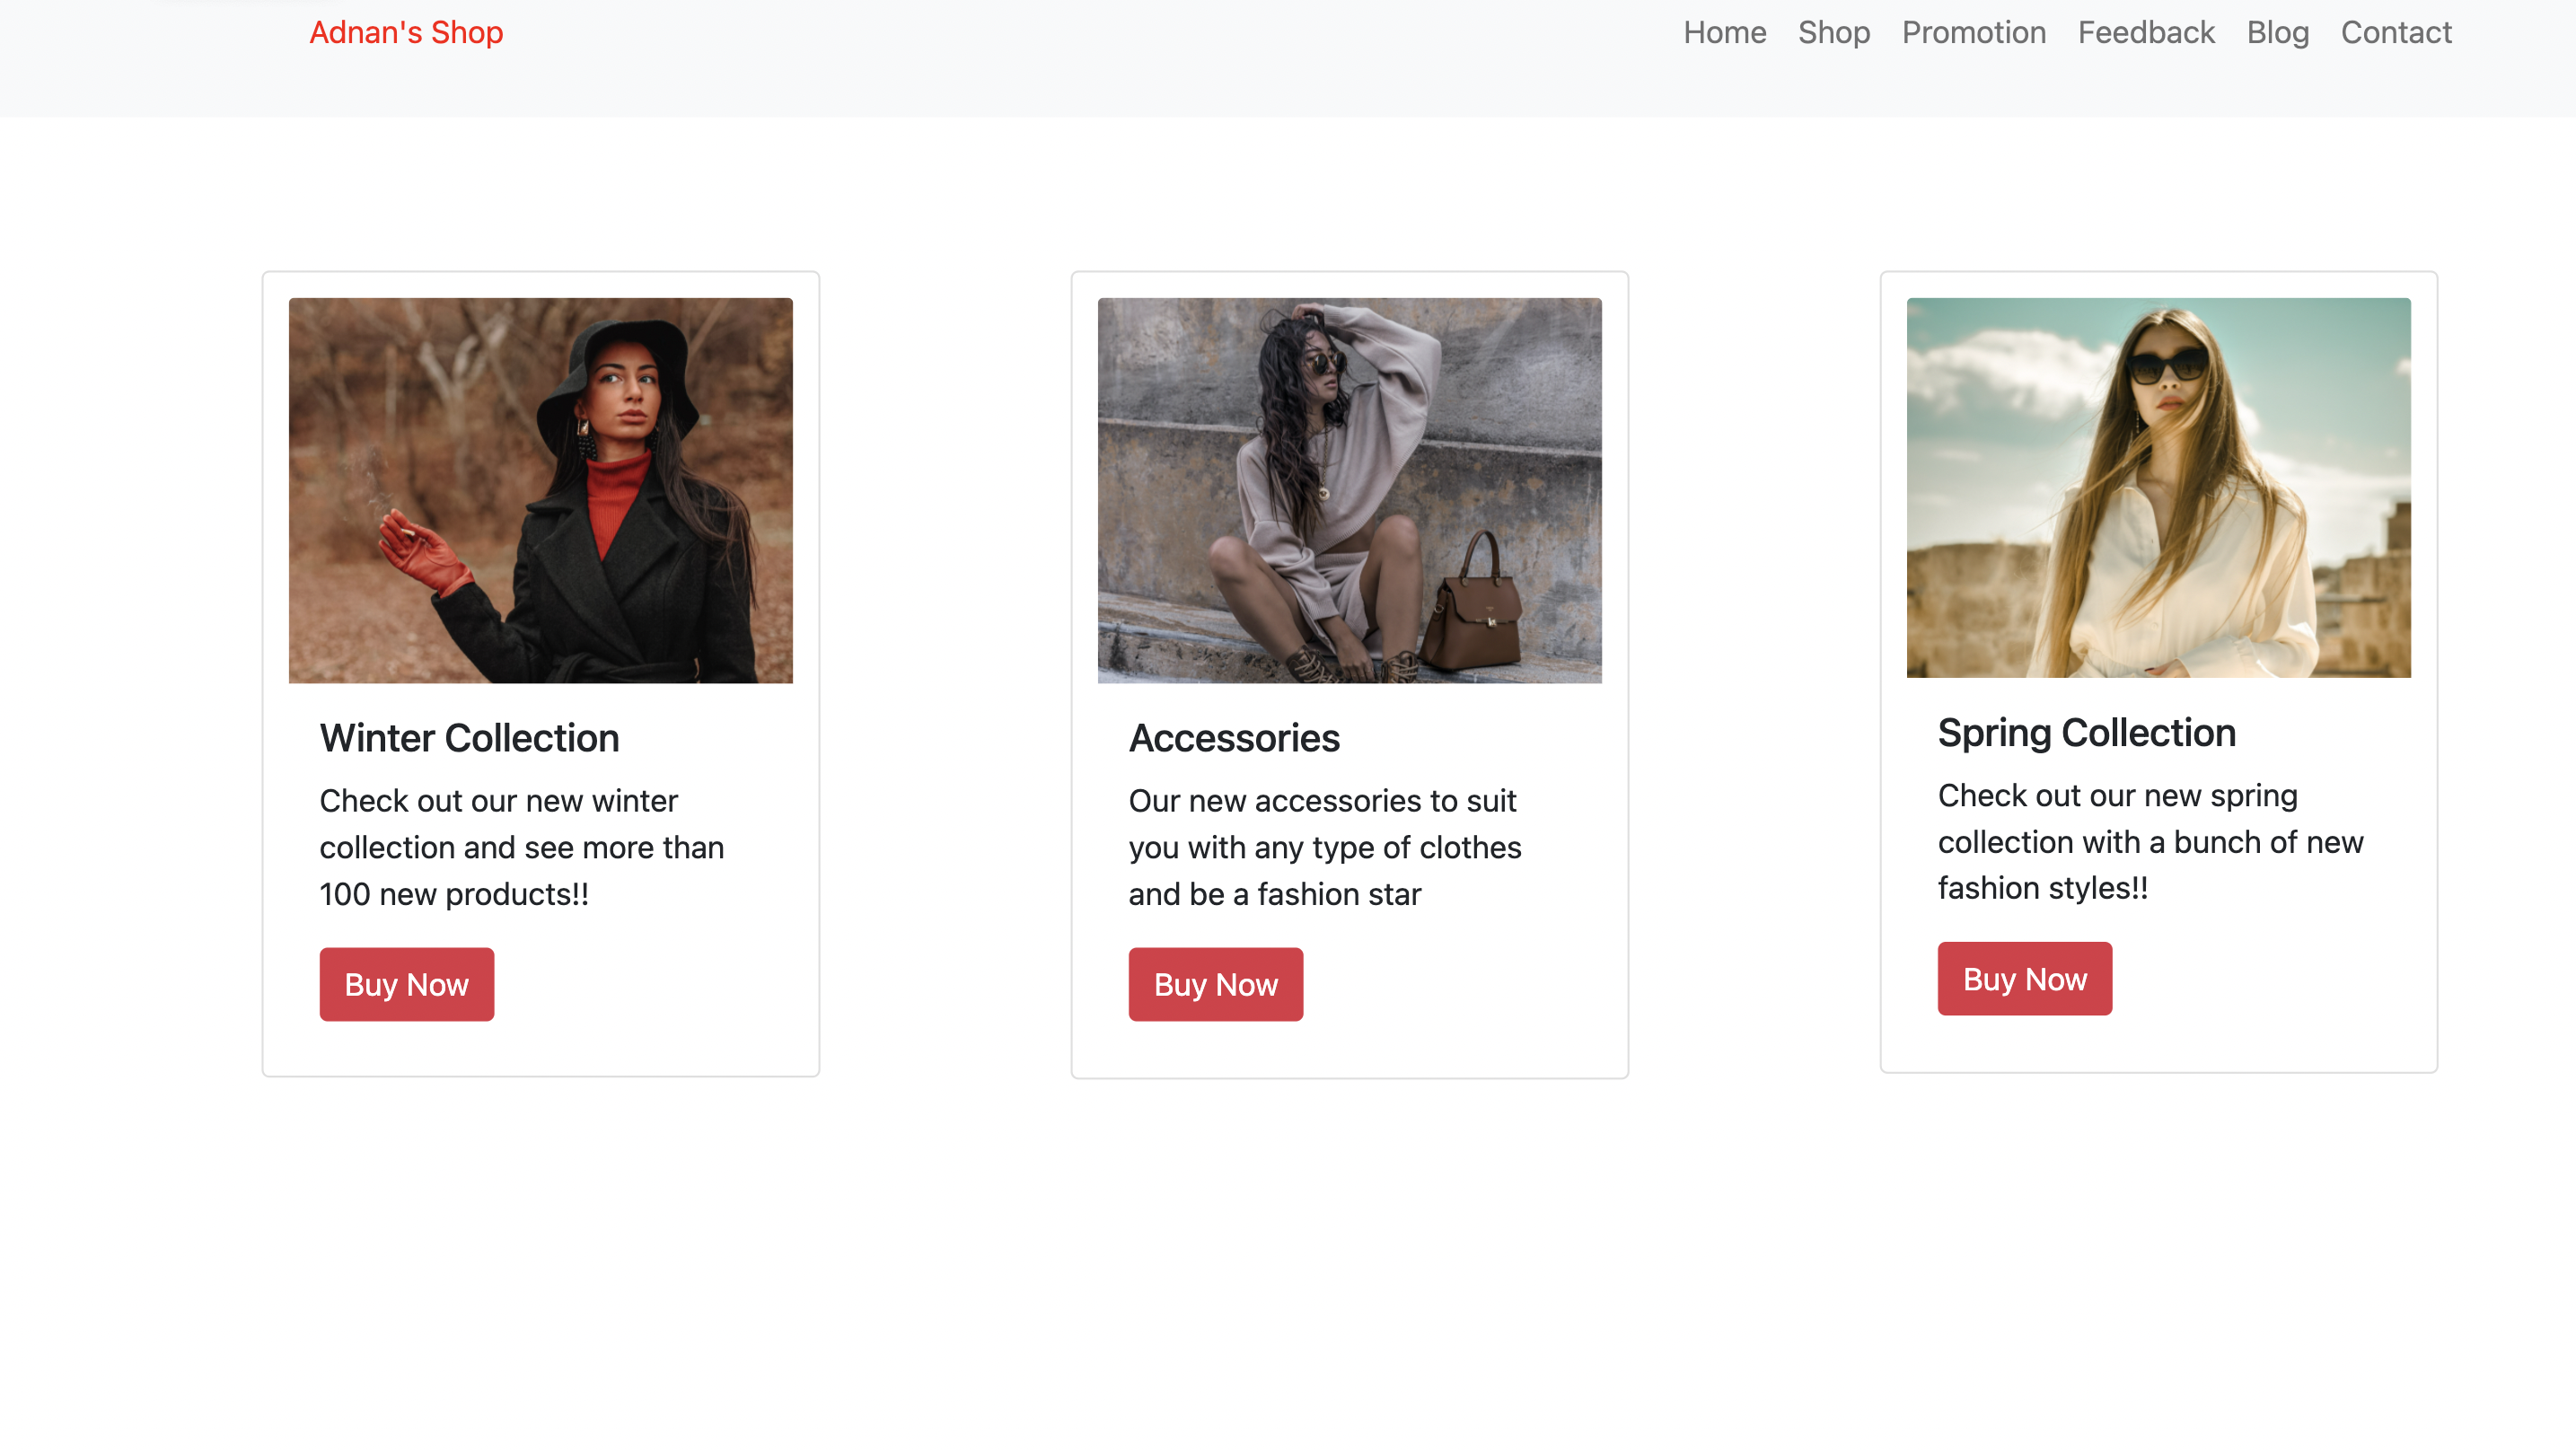 Adnan's Shop
Home Shop Promotion Feedback Blog Contact
Winter Collection
Check out our new winter
collection and see more than
100 new products!!
Buy Now
Accessories
Our new accessories to suit
you with any type of clothes
and be a fashion star
Buy Now
Spring Collection
Check out our new spring
collection with a bunch of new
fashion styles!!
Buy Now